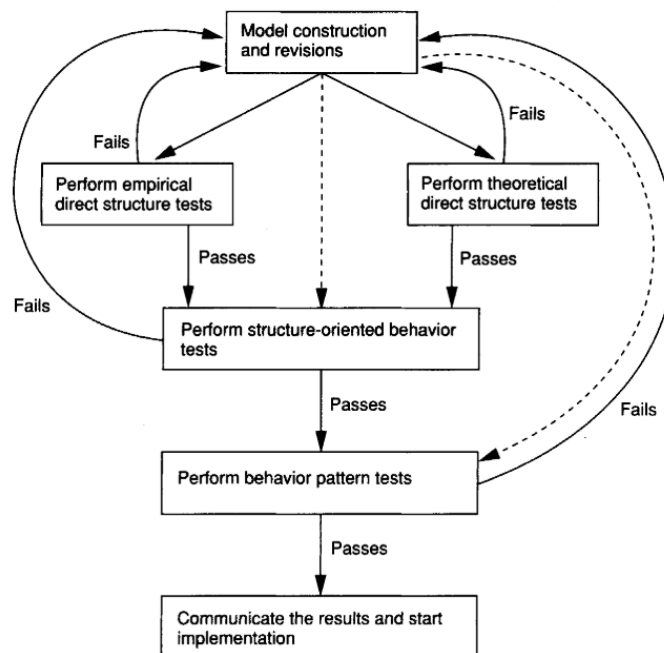 Model construction
and revisions
Fails
Fails
Perform empirical
direct structure tests
Perform theoretical
direct structure tests
Passes
Passes
Fails
Perform structure-oriented behavior
tests
Passes
Fails
Perform behavior pattern tests
Passes
Communicate the results and start
implementation